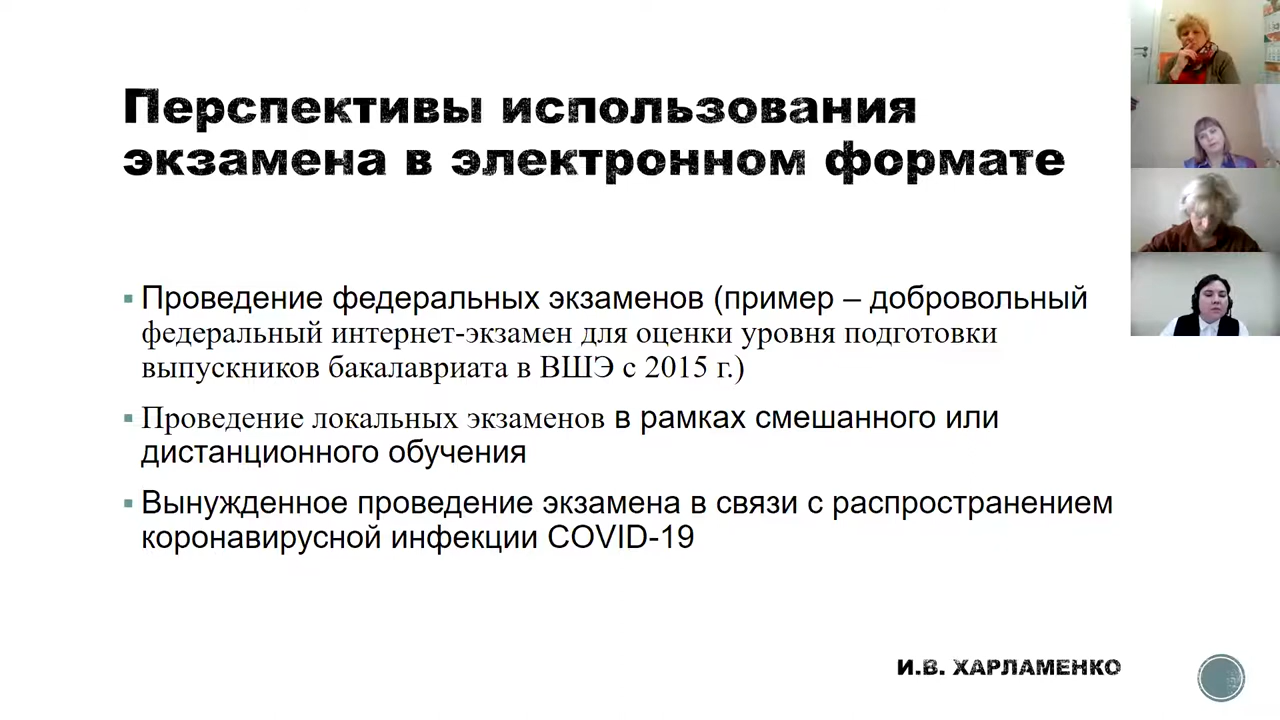 Перспективы использования
экзамена в электронном формате
▪ Проведение федеральных экзаменов (пример – добровольный
федеральный интернет-экзамен для оценки уровня подготовки
выпускников бакалавриата в ВШЭ с 2015 г.)
▪ Проведение локальных экзаменов в рамках смешанного или
дистанционного обучения
▪ Вынужденное проведение экзамена в связи с распространением
коронавирусной инфекции COVID-19
И.В. ХАРЛАМЕНКО